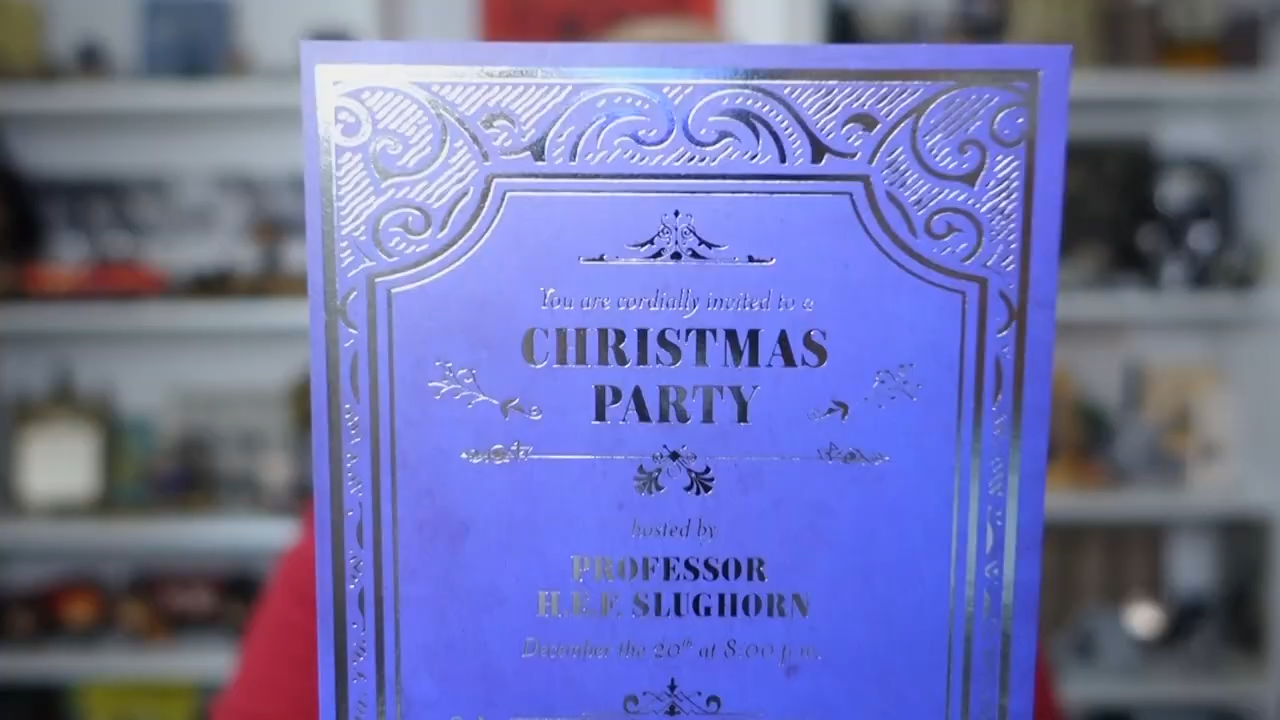 You are cordially invited to a
CHRISTMAS
PARTY
hosted by
PROFESSOR
H.E.F. SLUGHORN
December the 20th at 8:00 p.m.